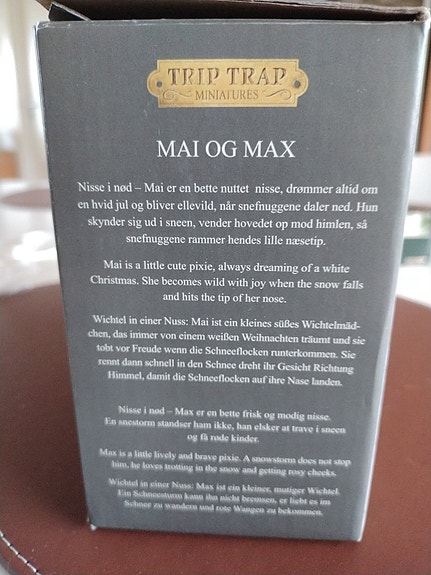 TRIP TRAP
MINIATURES
MAI OG MAX
Nisse i nød – Mai er en bette nuttet nisse, drømmer altid om
en hvid jul og bliver ellevild, når snefnuggene daler ned. Hun
skynder sig ud i sneen, vender hovedet op mod himlen, så
snefnuggene rammer hendes lille næsetip.
Mai is a little cute pixie, always dreaming of a white
Christmas. She becomes wild with joy when the snow falls
and hits the tip of her nose.
Wichtel in einer Nuss: Mai ist ein kleines süßes Wichtelmäd-
chen, das immer von einem weißen Weihnachten träumt und sie
tobt vor Freude wenn die Schneeflocken runterkommen. Sie
rennt dann schnell in den Schnee dreht ihr Gesicht Richtung
Himmel, damit die Schneeflocken auf ihre Nase landen.
Nisse i nød – Max er en bette frisk og modig nisse.
En snestorm standser ham ikke, han elsker at trave i sneen
og få røde kinder.
Max is a little lively and brave pixie. A snowstorm does not stop
him, he loves trotting in the snow and getting rosy cheeks.
Wichtel in einer Nuss: Max ist ein kleiner, mutiger Wichtel.
Ein Schneesturm kann ihn nicht bremsen, er liebt es im
Schnee zu wandern und rose Wangen zu bekommen.